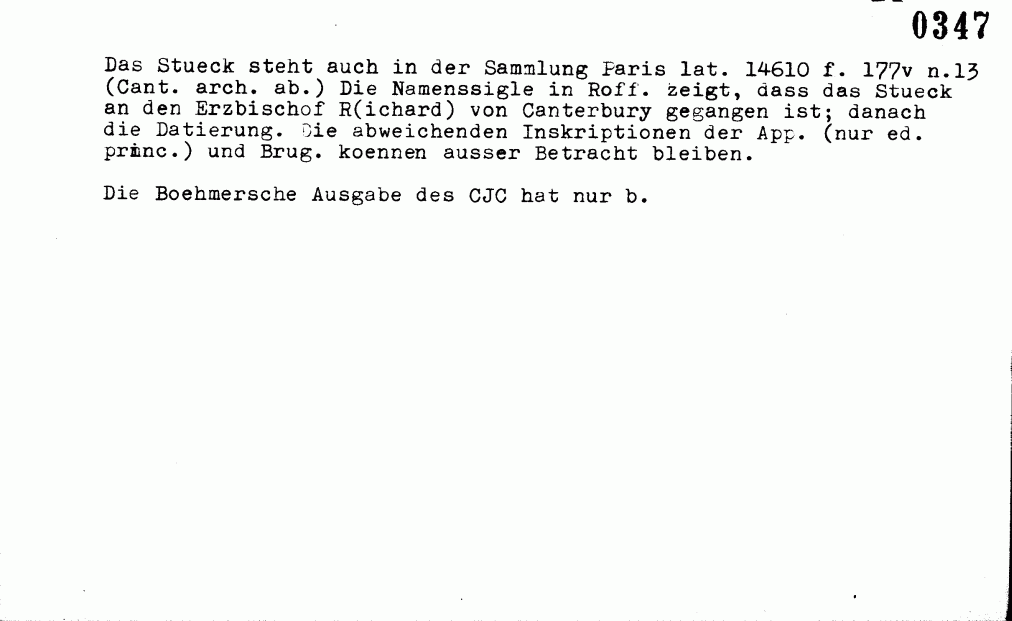 0347
Das Stueck steht auch in der Sammlung Paris lat. 14610 f. 177v n.13
(Cant. arch. ab.) Die Namenssigle in Roff. zeigt, dass das Stueck
an den Erzbischof R(ichard) von Canterbury gegangen ist; danach
die Datierung. Die abweichenden Inskriptionen der App. (nur ed.
princ.) und Brug. koennen ausser Betracht bleiben.
Die Boehmersche Ausgabe des CJC hat nur b.